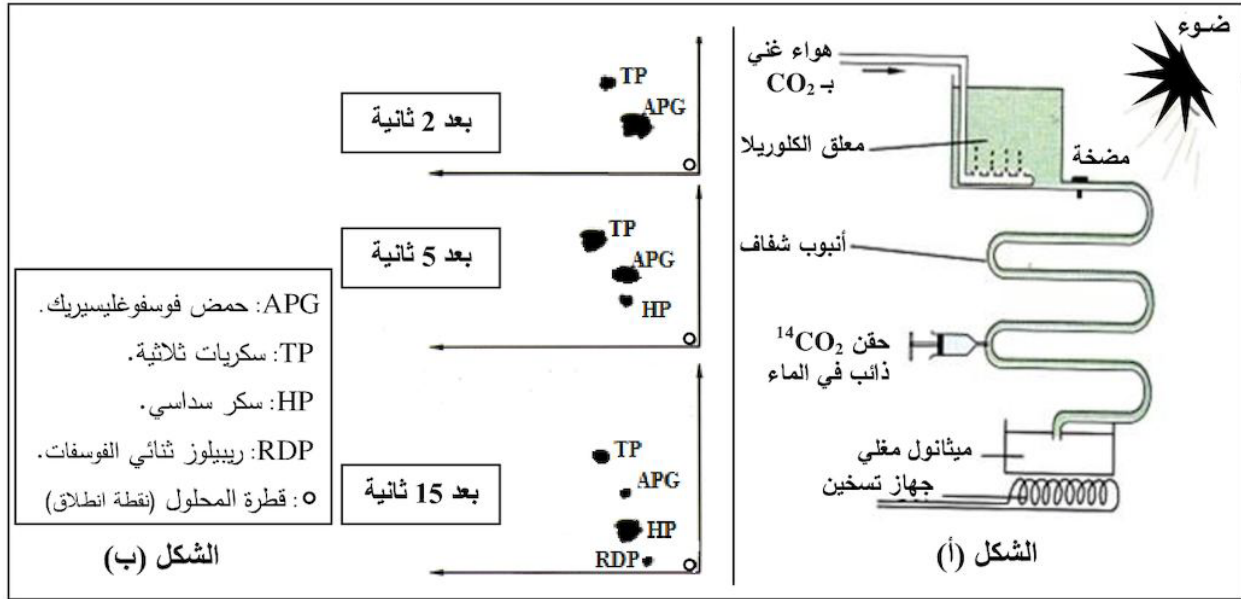 ضوء
هواء غني
بـ CO₂
معلق الكلوريلا
مضخة
أنبوب شفاف
حقن ¹⁴CO₂
ذائب في الماء
ميثانول مغلي
جهاز تسخين
الشكل (أ)
TP
APG
بعد 2 ثانية
TP
APG
HP
بعد 5 ثانية
TP
APG
HP
RDP
بعد 15 ثانية
APG: حمض فوسفوغليسيريك.
TP: سكريات ثلاثية.
HP: سكر سداسي.
RDP: ريبيلوز ثنائي الفوسفات.
o: قطرة المحلول (نقطة انطلاق)
الشكل (ب)